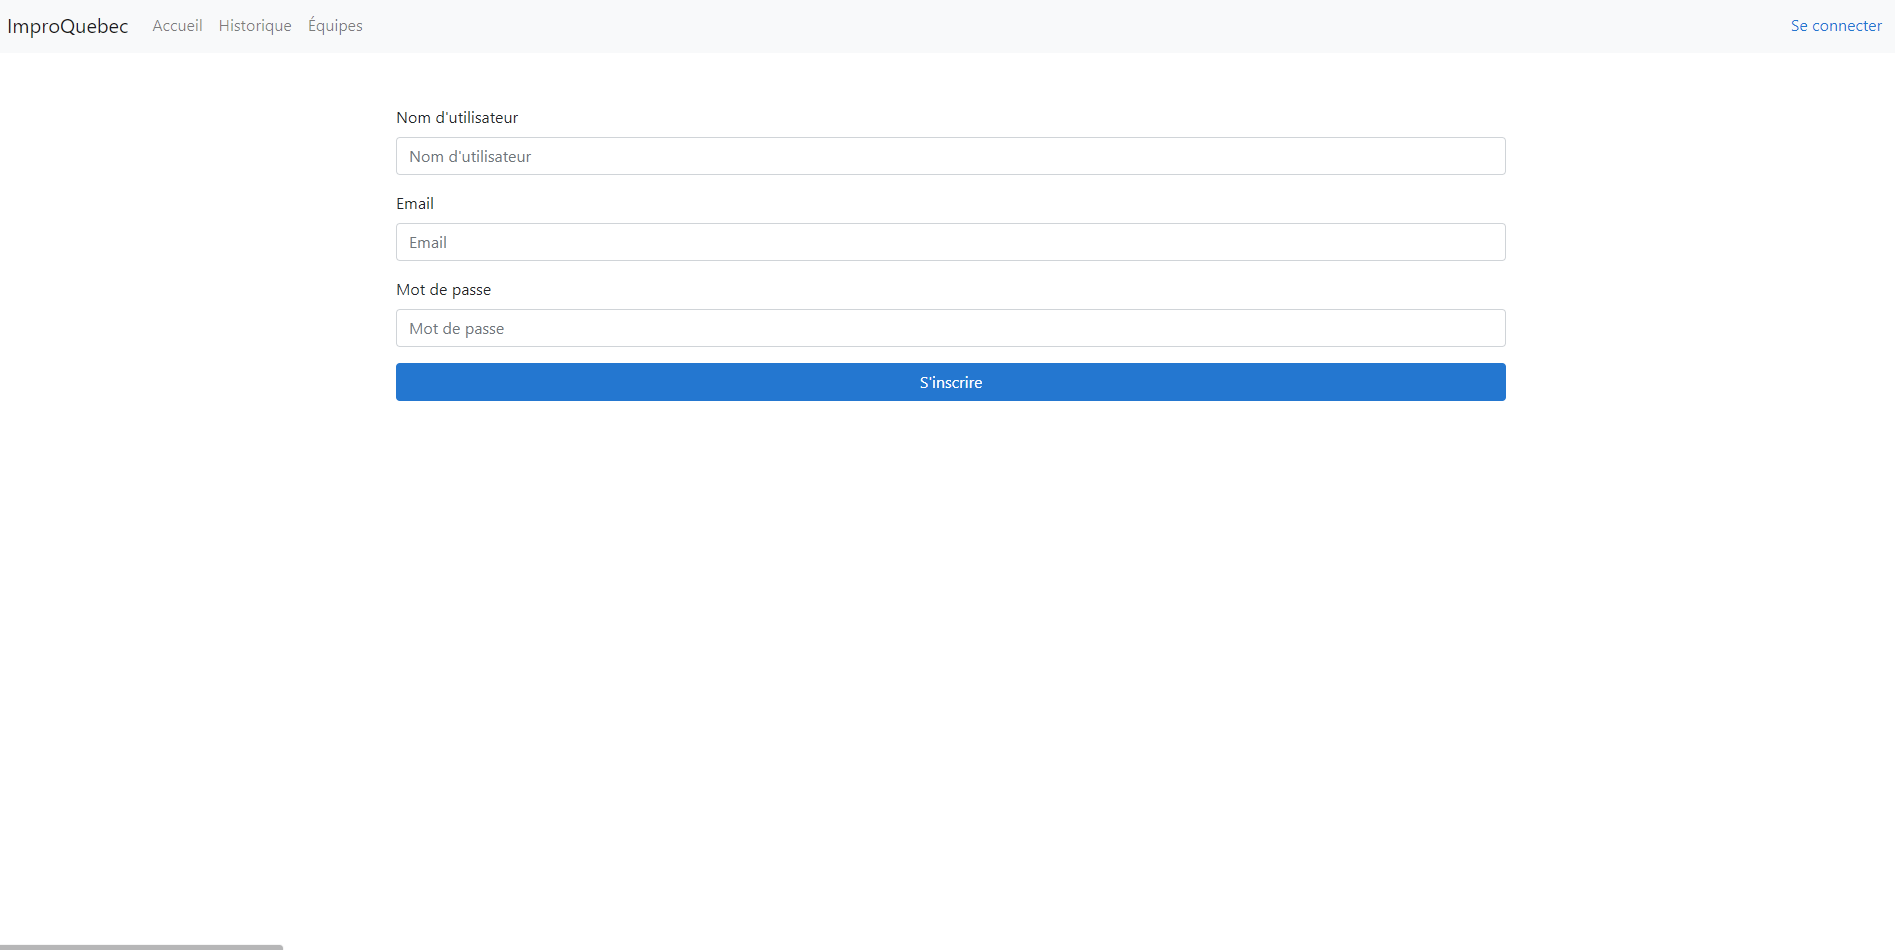 ImproQuebec Accueil Historique Équipes Se connecter
Nom d'utilisateur
Nom d'utilisateur
Email
Email
Mot de passe
Mot de passe
S'inscrire